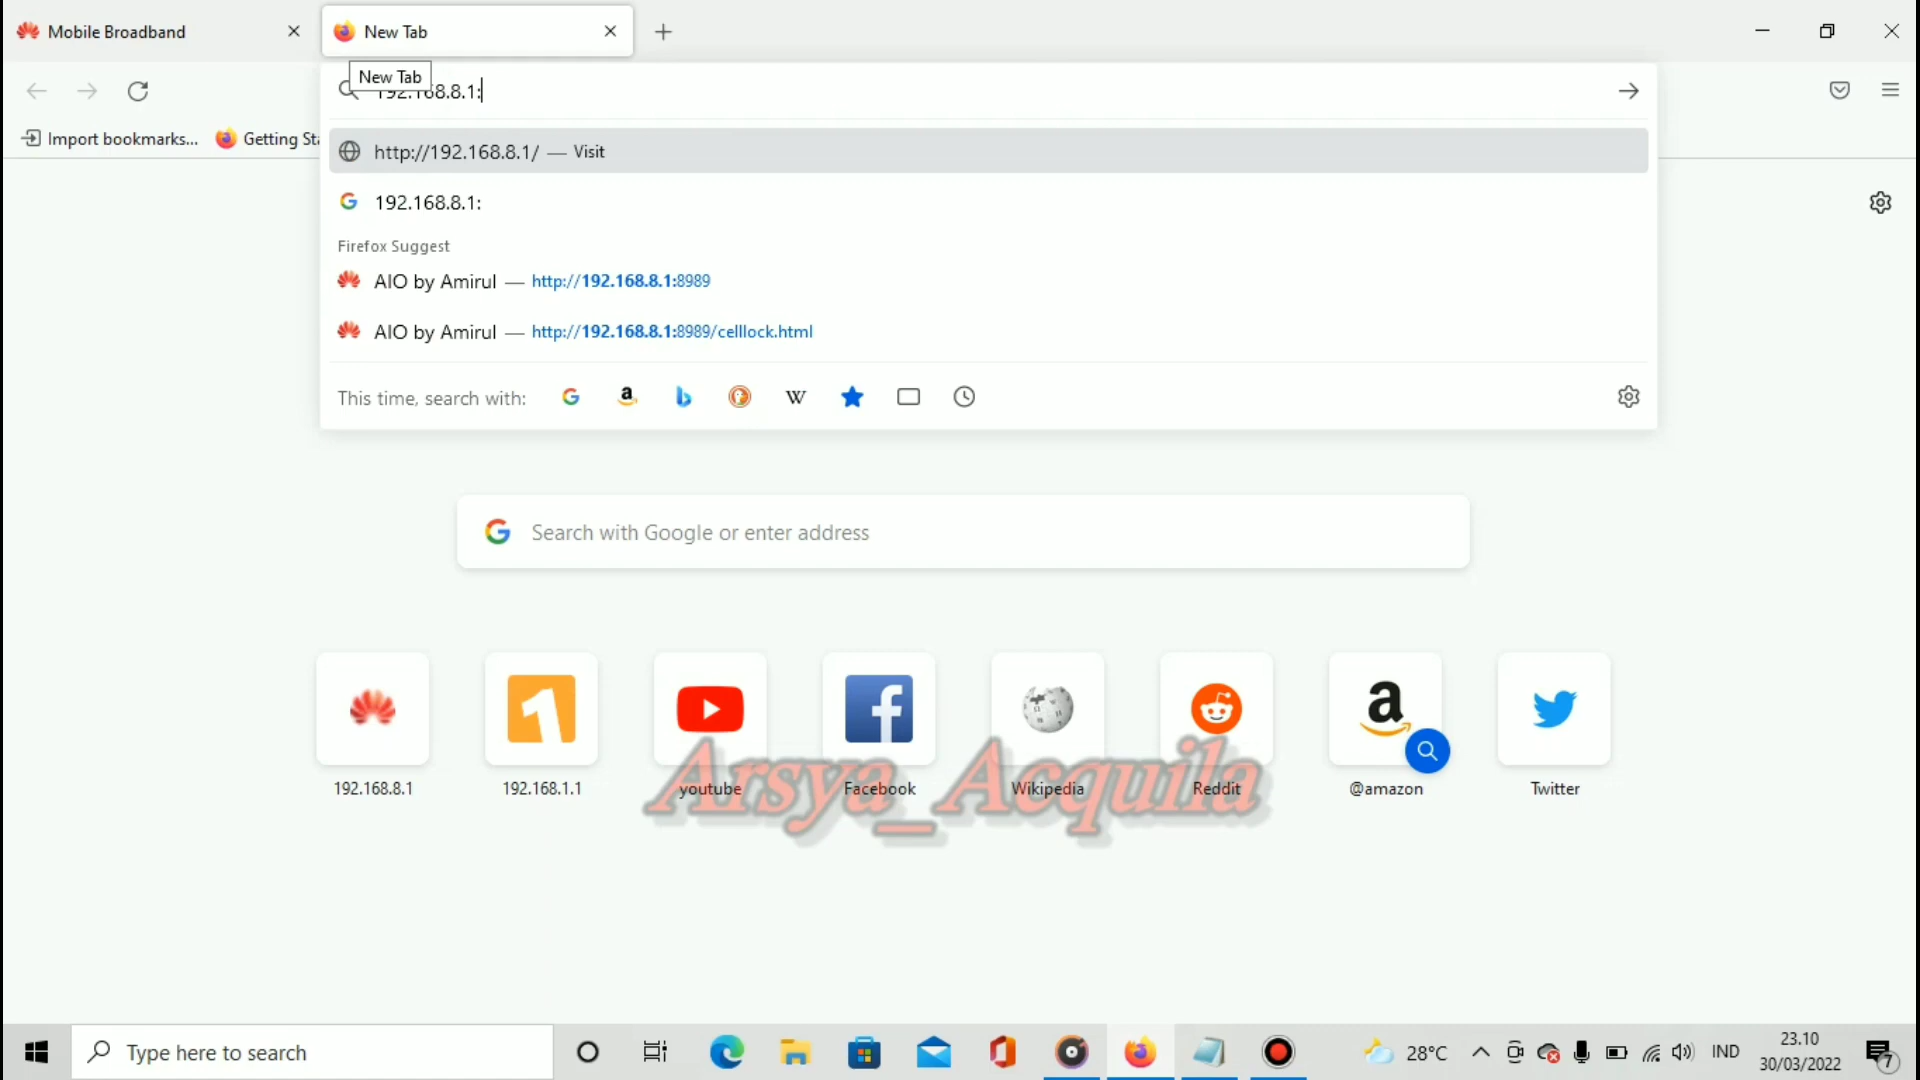 Mobile Broadband
New Tab
New Tab
192.168.8.1:
Import bookmarks...
Getting Sta
http://192.168.8.1/ — Visit
192.168.8.1:
Firefox Suggest
AIO by Amirul — http://192.168.8.1:8989
AIO by Amirul — http://192.168.8.1:8989/celllock.html
This time, search with:
Search with Google or enter address
192.168.8.1
192.168.1.1
youtube
Facebook
Wikipedia
Reddit
@amazon
Twitter
Arsya_Acquila
Type here to search
28°C
IND
23.10
30/03/2022
7